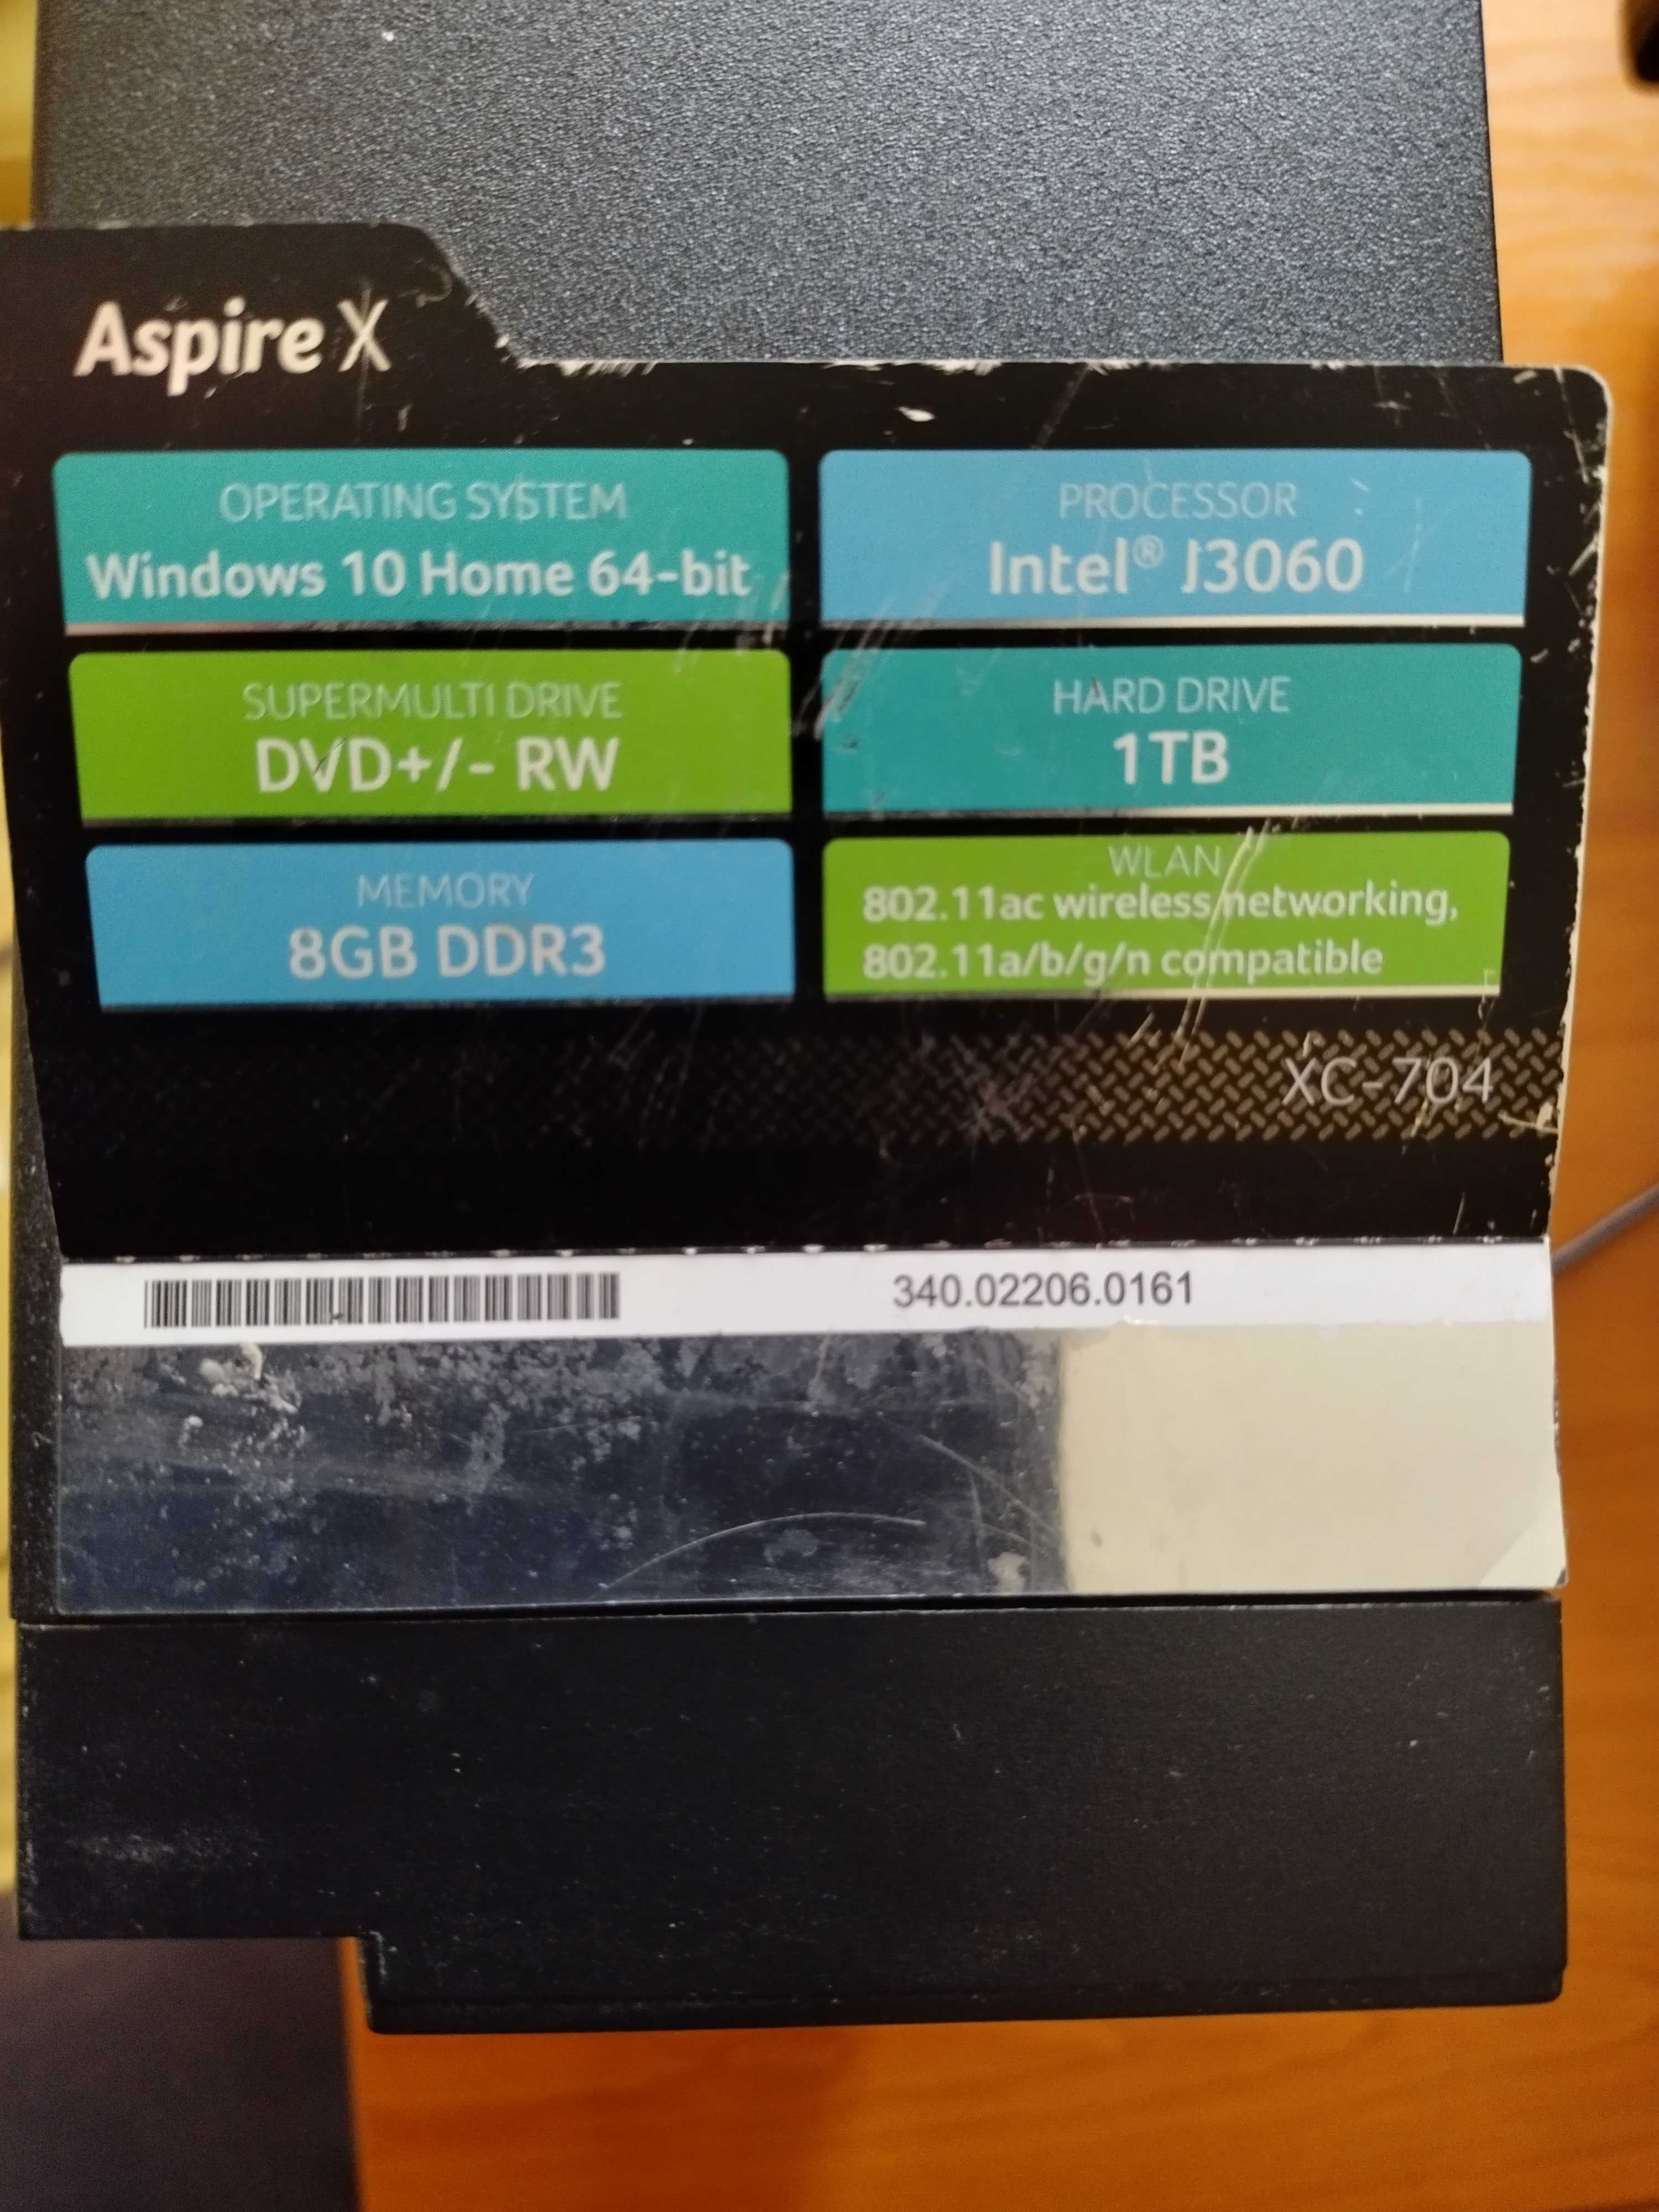 Aspire X
OPERATING SYSTEM
Windows 10 Home 64-bit
PROCESSOR
Intel® J3060
SUPERMULTI DRIVE
DVD+/- RW
HARD DRIVE
1TB
MEMORY
8GB DDR3
WLAN
802.11ac wireless networking,
802.11a/b/g/n compatible
XC-704
340.02206.0161